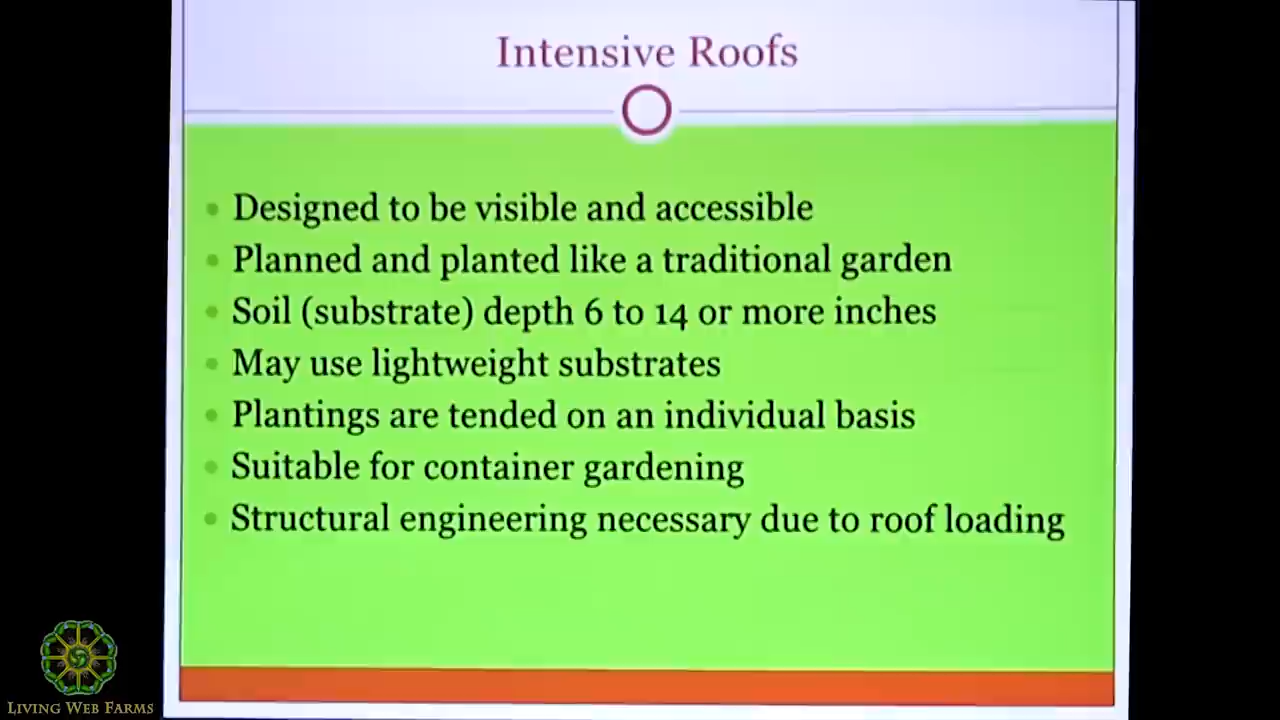 Intensive Roofs
• Designed to be visible and accessible
• Planned and planted like a traditional garden
• Soil (substrate) depth 6 to 14 or more inches
• May use lightweight substrates
• Plantings are tended on an individual basis
• Suitable for container gardening
• Structural engineering necessary due to roof loading
LIVING WEB FARMS